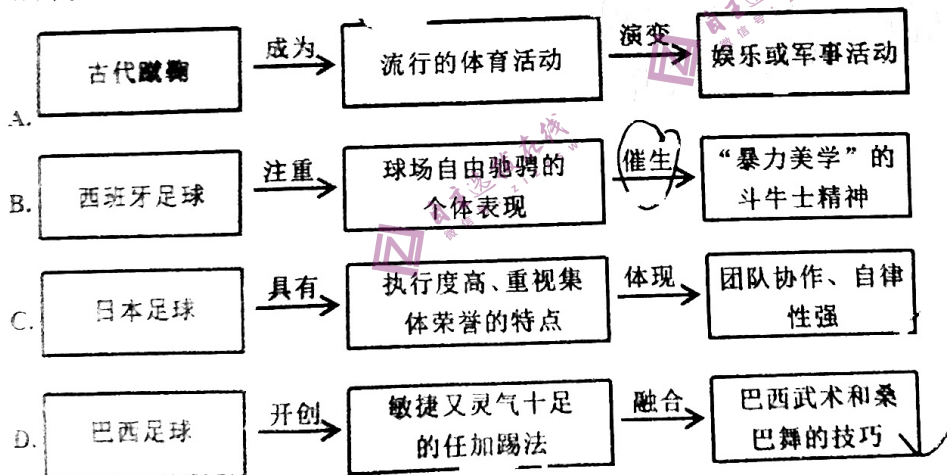 A. 古代蹴鞠 成为 流行的体育活动 演变 娱乐或军事活动
B. 西班牙足球 注重 球场自由驰骋的
个体表现 催生 “暴力美学”的
斗牛士精神
C. 日本足球 具有 执行度高、重视集
体荣誉的特点 体现 团队协作、自律
性强
D. 巴西足球 开创 敏捷又灵气十足
的任加踢法 融合 巴西武术和桑
巴舞的技巧